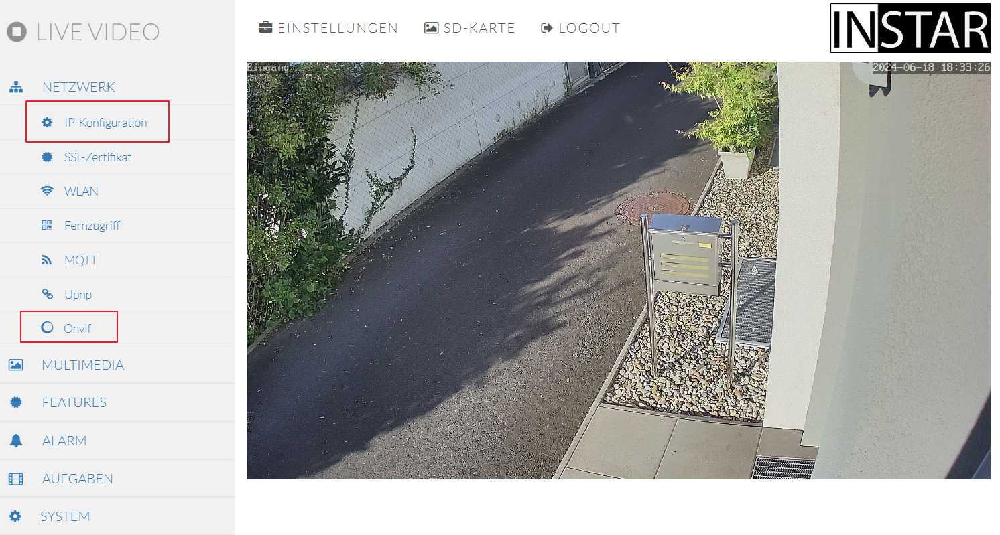 LIVE VIDEO
EINSTELLUNGEN
SD-KARTE
LOGOUT
INSTAR
NETZWERK
IP-Konfiguration
SSL-Zertifikat
WLAN
Fernzugriff
MQTT
Upnp
Onvif
MULTIMEDIA
FEATURES
ALARM
AUFGABEN
SYSTEM
Eingang
2024-06-18 18:33:26